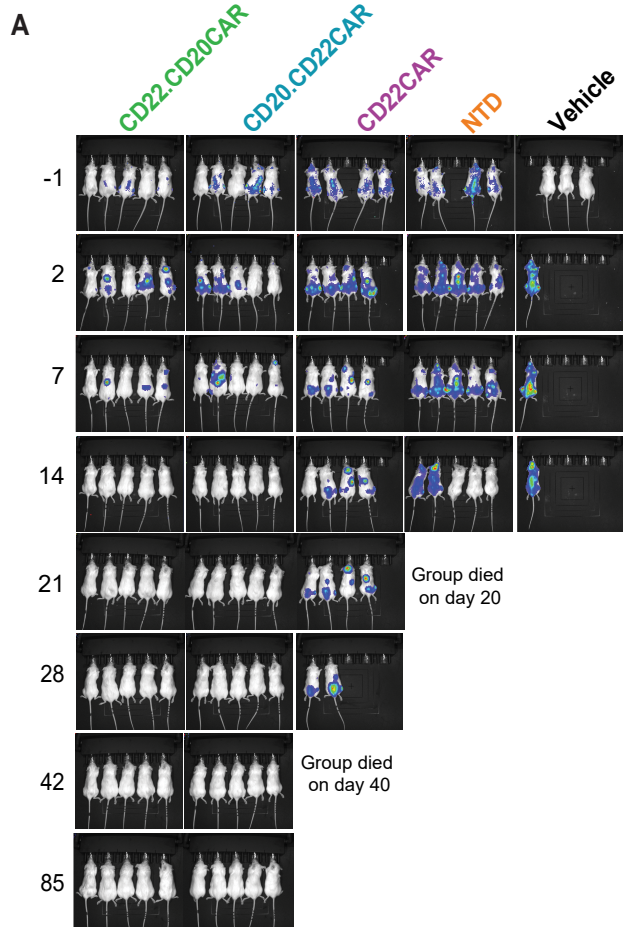 A
CD22.CD20CAR
CD20.CD22CAR
CD22CAR
NTD
Vehicle
-1
2
7
14
21
Group died
on day 20
28
42
Group died
on day 40
85